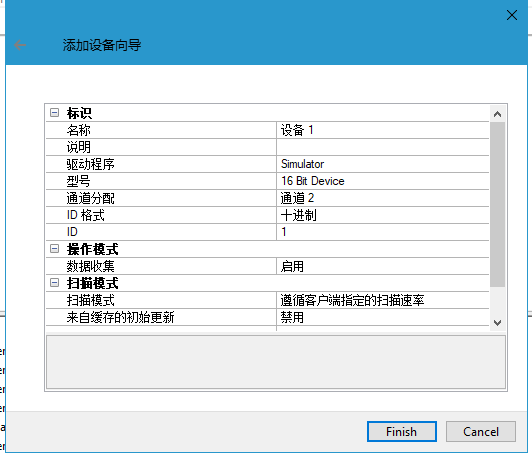 添加设备向导
标识
名称 设备 1
说明
驱动程序 Simulator
型号 16 Bit Device
通道分配 通道 2
ID 格式 十进制
ID 1
操作模式
数据收集 启用
扫描模式
扫描模式 遵循客户端指定的扫描速率
来自缓存的初始更新 禁用
Finish Cancel